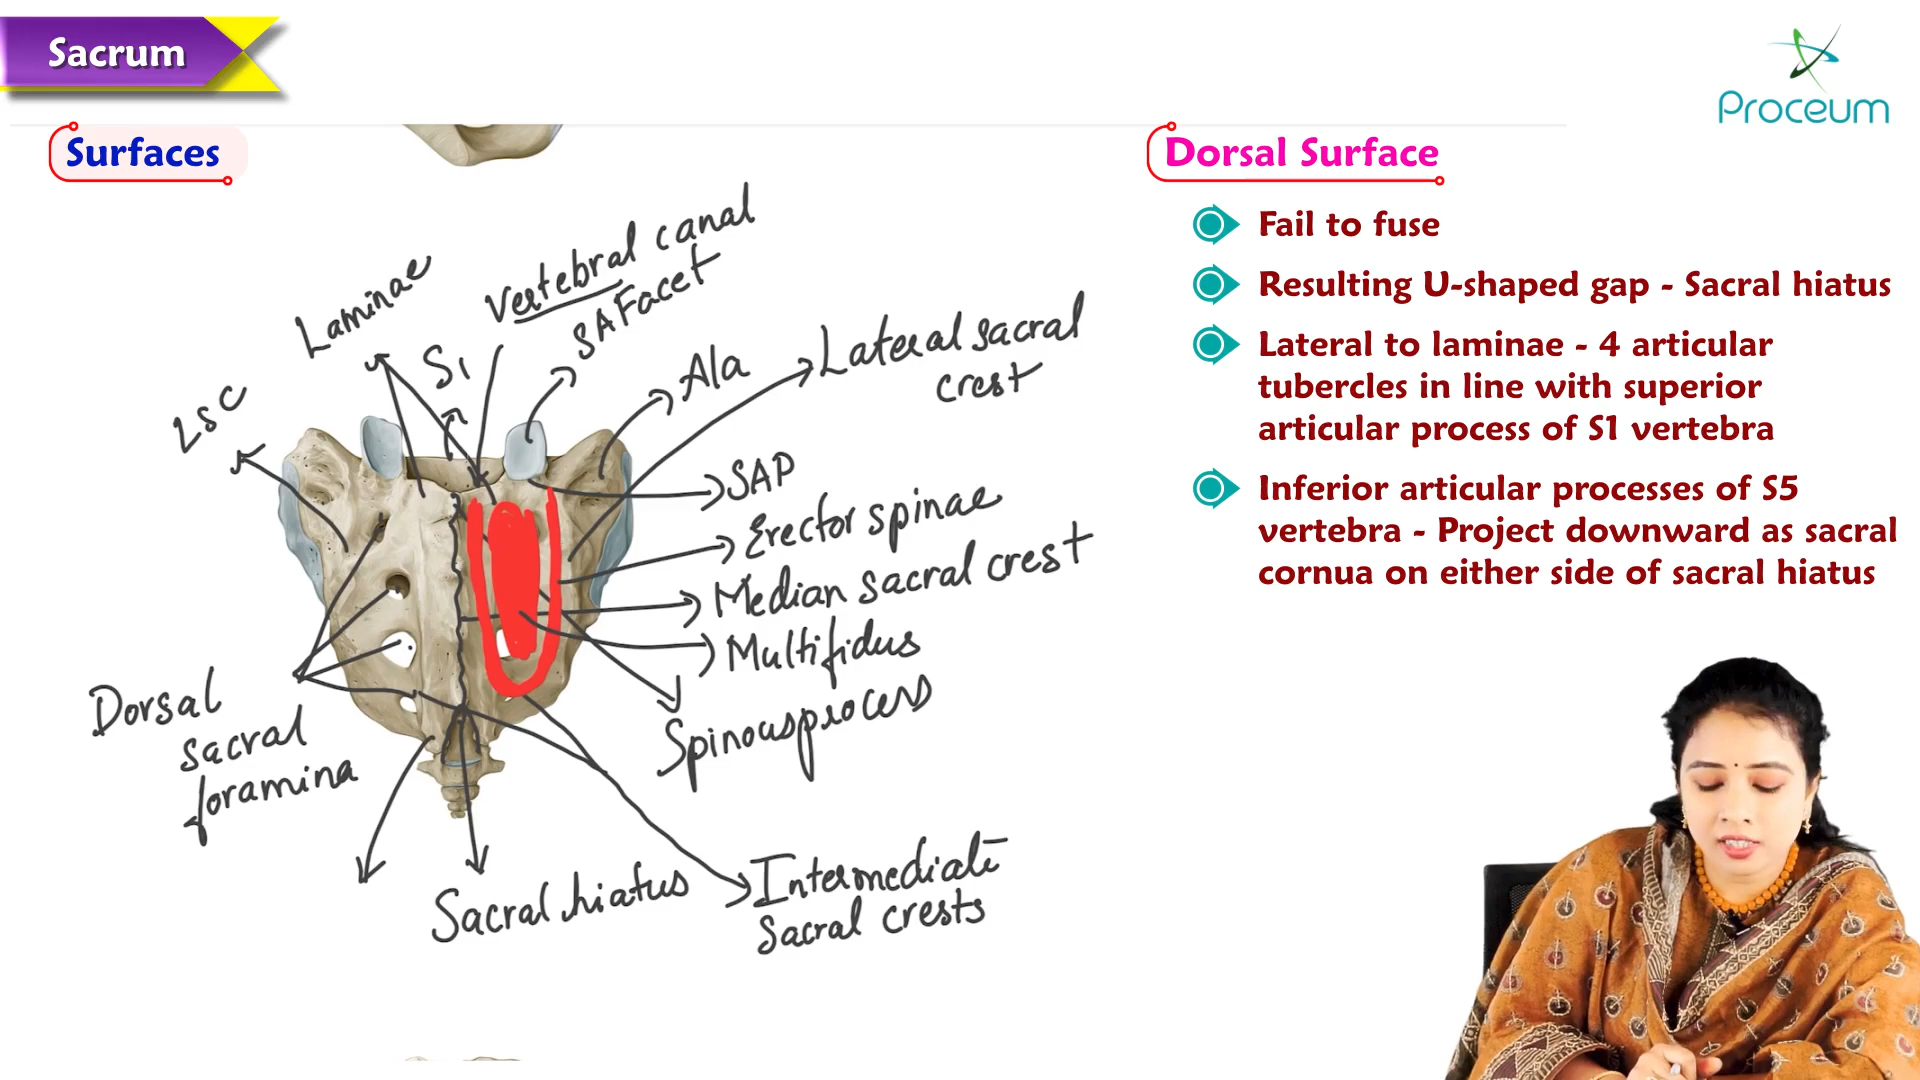 Sacrum
Proceum
Surfaces
Dorsal Surface
Fail to fuse
Resulting U-shaped gap - Sacral hiatus
Lateral to laminae - 4 articular
tubercles in line with superior
articular process of S1 vertebra
Inferior articular processes of S5
vertebra - Project downward as sacral
cornua on either side of sacral hiatus
Laminae
S1
Vertebral canal
SA Facet
Ala
Lateral sacral
crest
LSC
SAP
Erector spinae
Median sacral crest
Multifidus
Spinous process
Dorsal
sacral
foramina
Sacral hiatus
Intermediate
Sacral crests